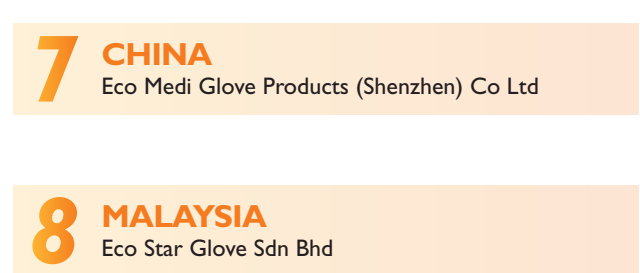 7
CHINA
Eco Medi Glove Products (Shenzhen) Co Ltd
8
MALAYSIA
Eco Star Glove Sdn Bhd